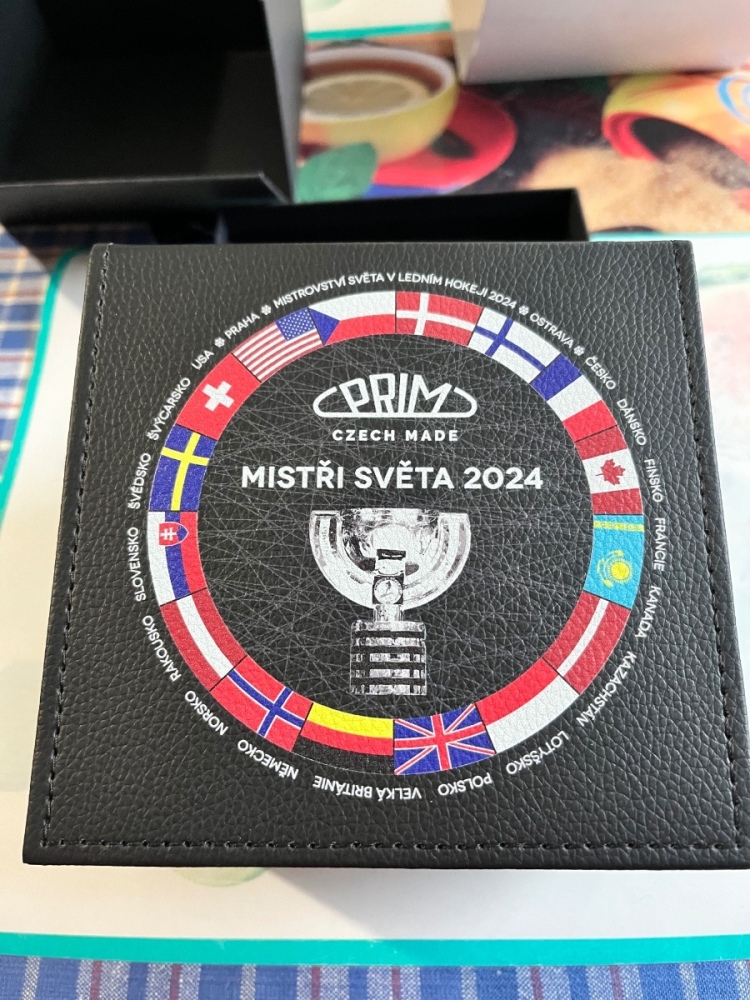 USA ✽ PRAHA ✽ MISTROVSTVÍ SVĚTA V LEDNÍM HOKEJI 2024 ✽ OSTRAVA ✽ ČESKO DÁNSKO FINSKO FRANCIE KANADA KAZACHSTÁN LOTYŠSKO POLSKO VELKÁ BRITÁNIE NĚMECKO NORSKO RAKOUSKO SLOVENSKO ŠVÉDSKO ŠVÝCARSKO
PRIM
CZECH MADE
MISTŘI SVĚTA 2024